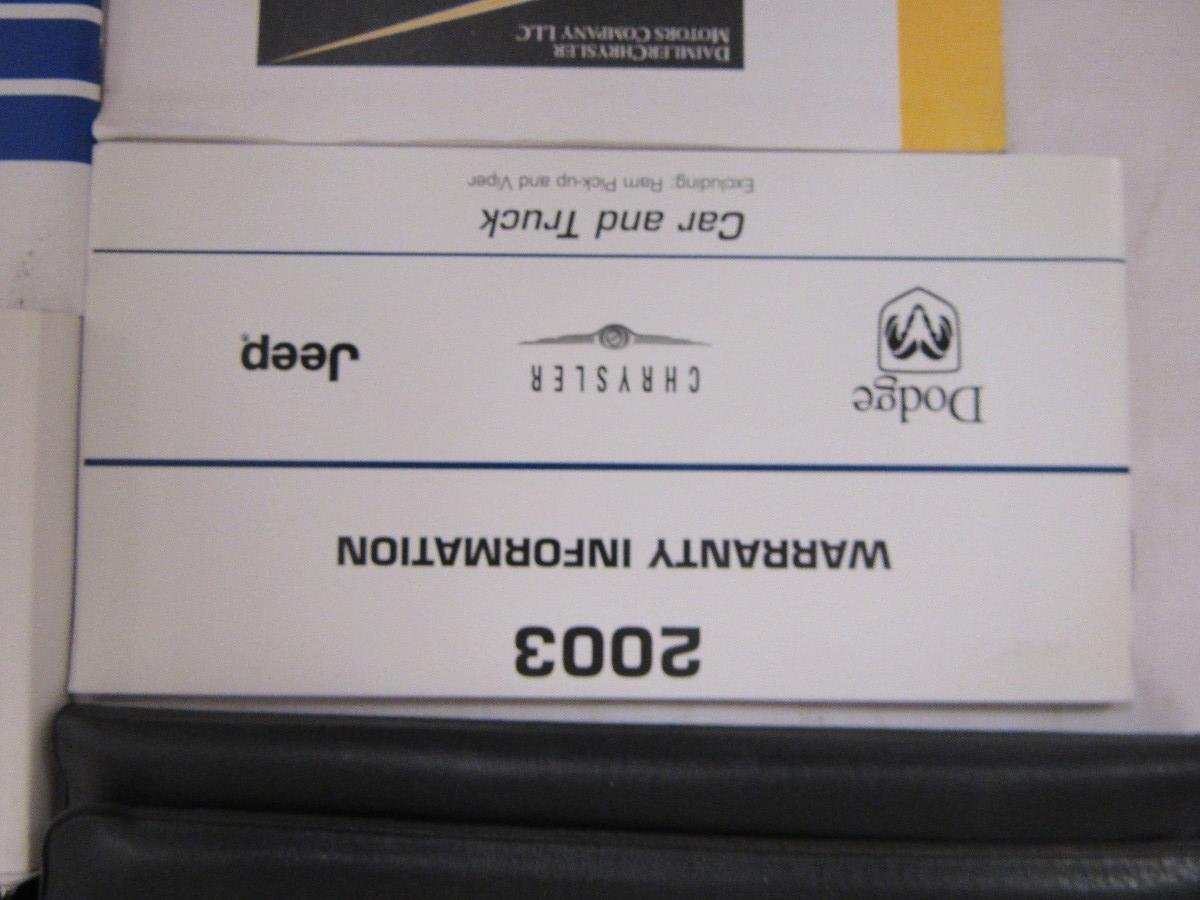 2003
WARRANTY INFORMATION
Dodge
CHRYSLER
Jeep®
Car and Truck
Excluding: Ram Pick-up and Viper
DAIMLERCHRYSLER
MOTORS COMPANY LLC